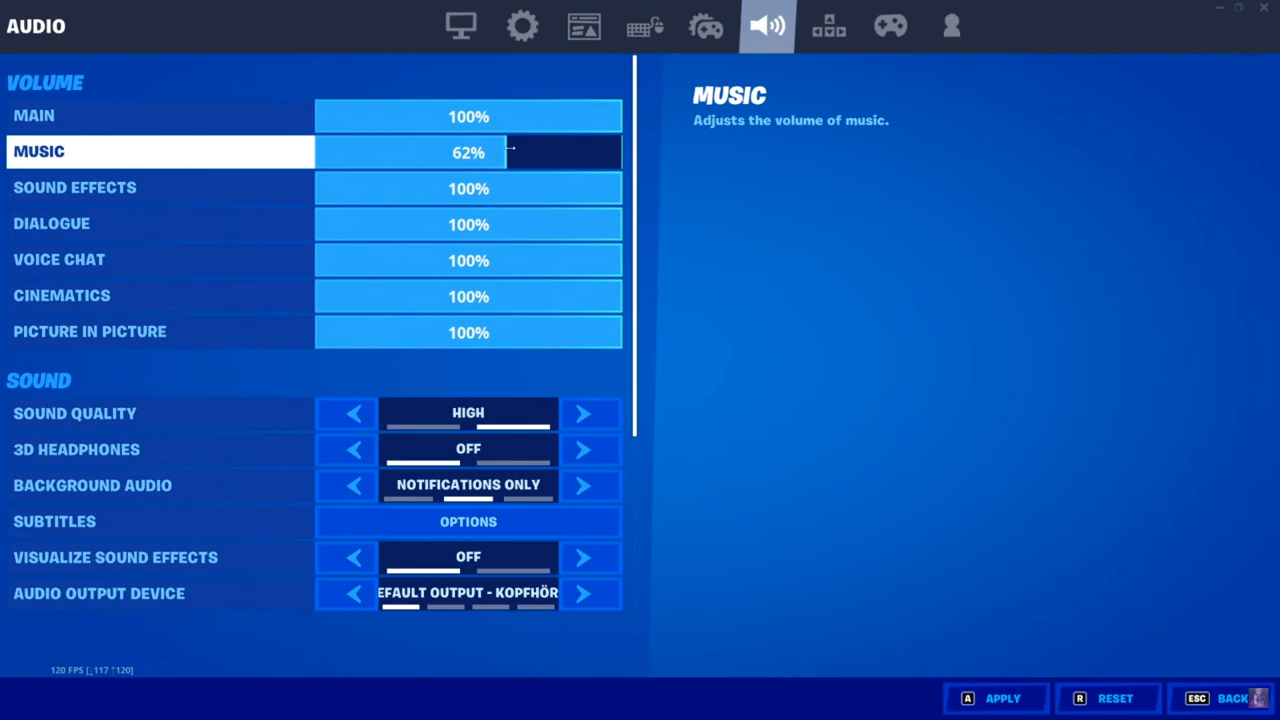 AUDIO
VOLUME
MAIN 100%
MUSIC 62%
SOUND EFFECTS 100%
DIALOGUE 100%
VOICE CHAT 100%
CINEMATICS 100%
PICTURE IN PICTURE 100%
SOUND
SOUND QUALITY HIGH
3D HEADPHONES OFF
BACKGROUND AUDIO NOTIFICATIONS ONLY
SUBTITLES OPTIONS
VISUALIZE SOUND EFFECTS OFF
AUDIO OUTPUT DEVICE EFAULT OUTPUT - KOPFHÖR
MUSIC
Adjusts the volume of music.
120 FPS [↓117 ↑120]
A APPLY R RESET ESC BACK